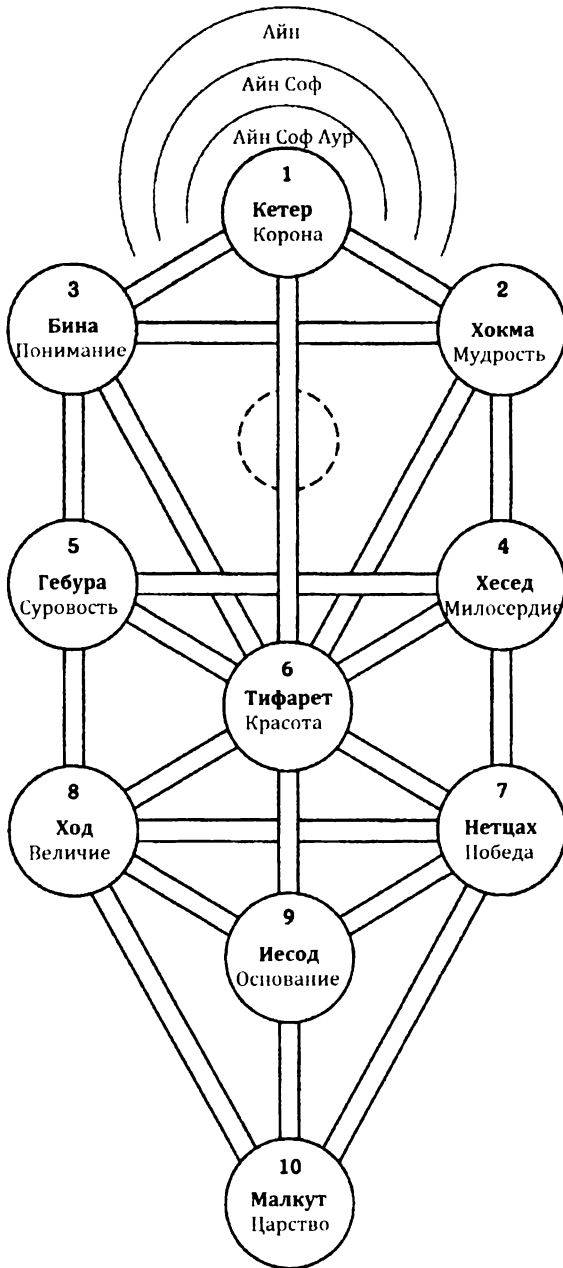 Айн
Айн Соф
Айн Соф Аур
1
Кетер
Корона
3
Бина
Понимание
2
Хокма
Мудрость
5
Гебура
Суровость
4
Хесед
Милосердие
6
Тифарет
Красота
8
Ход
Величие
7
Нетцах
Победа
9
Иесод
Основание
10
Малкут
Царство